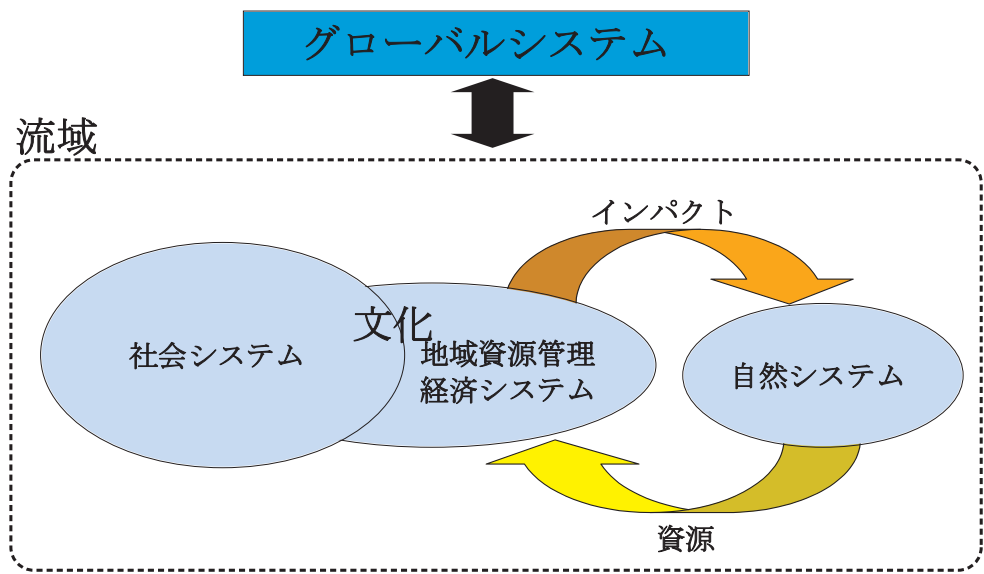 グローバルシステム
流域
インパクト
文化
社会システム
地域資源管理
経済システム
自然システム
資源